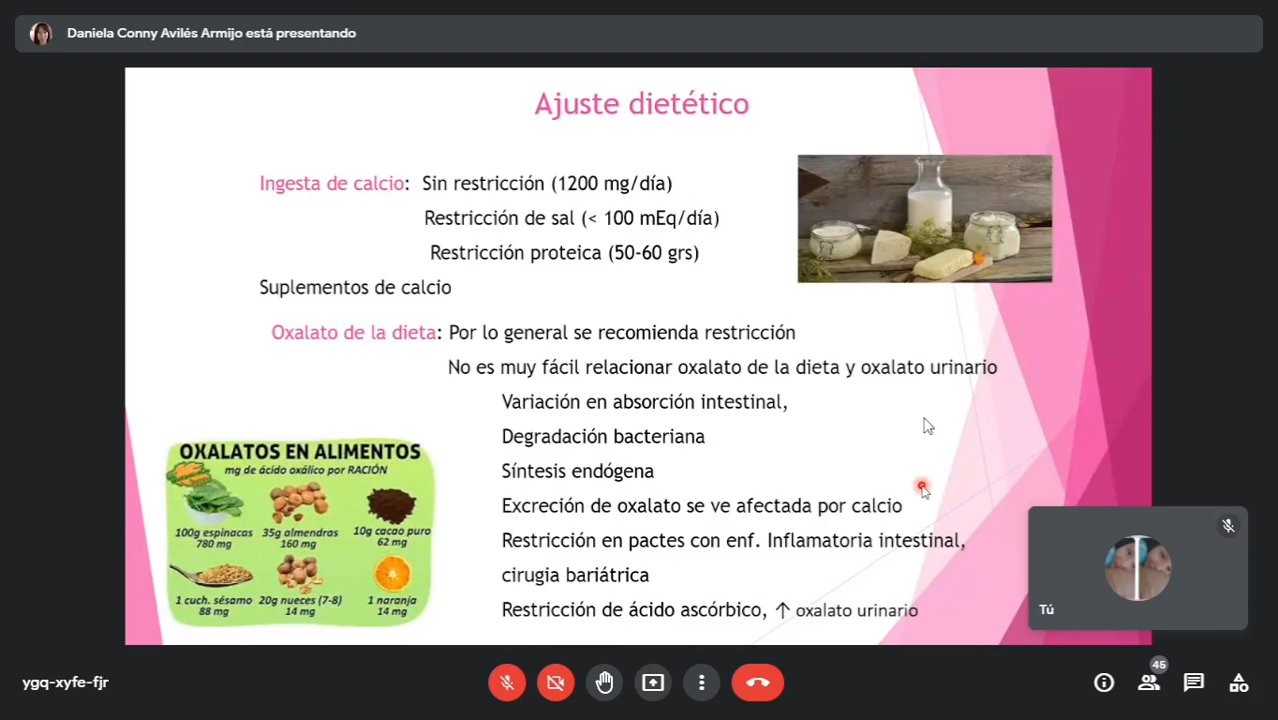 Daniela Conny Avilés Armijo está presentando
Ajuste dietético
Ingesta de calcio: Sin restricción (1200 mg/día)
Restricción de sal (< 100 mEq/día)
Restricción proteica (50-60 grs)
Suplementos de calcio
Oxalato de la dieta: Por lo general se recomienda restricción
No es muy fácil relacionar oxalato de la dieta y oxalato urinario
Variación en absorción intestinal,
Degradación bacteriana
Síntesis endógena
Excreción de oxalato se ve afectada por calcio
Restricción en pactes con enf. Inflamatoria intestinal,
cirugia bariátrica
Restricción de ácido ascórbico, ↑ oxalato urinario
OXALATOS EN ALIMENTOS
mg de ácido oxálico por RACIÓN
100g espinacas
780 mg
35g almendras
160 mg
10g cacao puro
62 mg
1 cuch. sésamo
88 mg
20g nueces (7-8)
14 mg
1 naranja
14 mg
Tú
ygq-xyfe-fjr
45